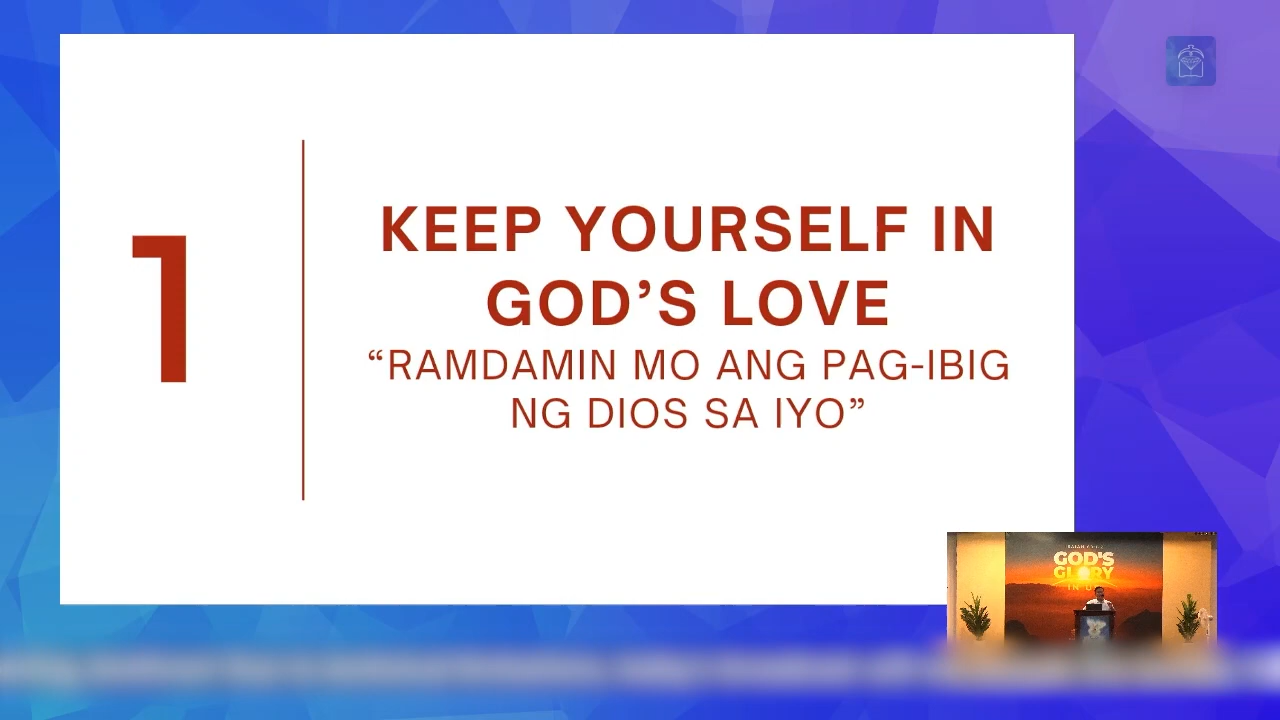 1
KEEP YOURSELF IN
GOD’S LOVE
“RAMDAMIN MO ANG PAG-IBIG
NG DIOS SA IYO”
GOD'S
GLORY